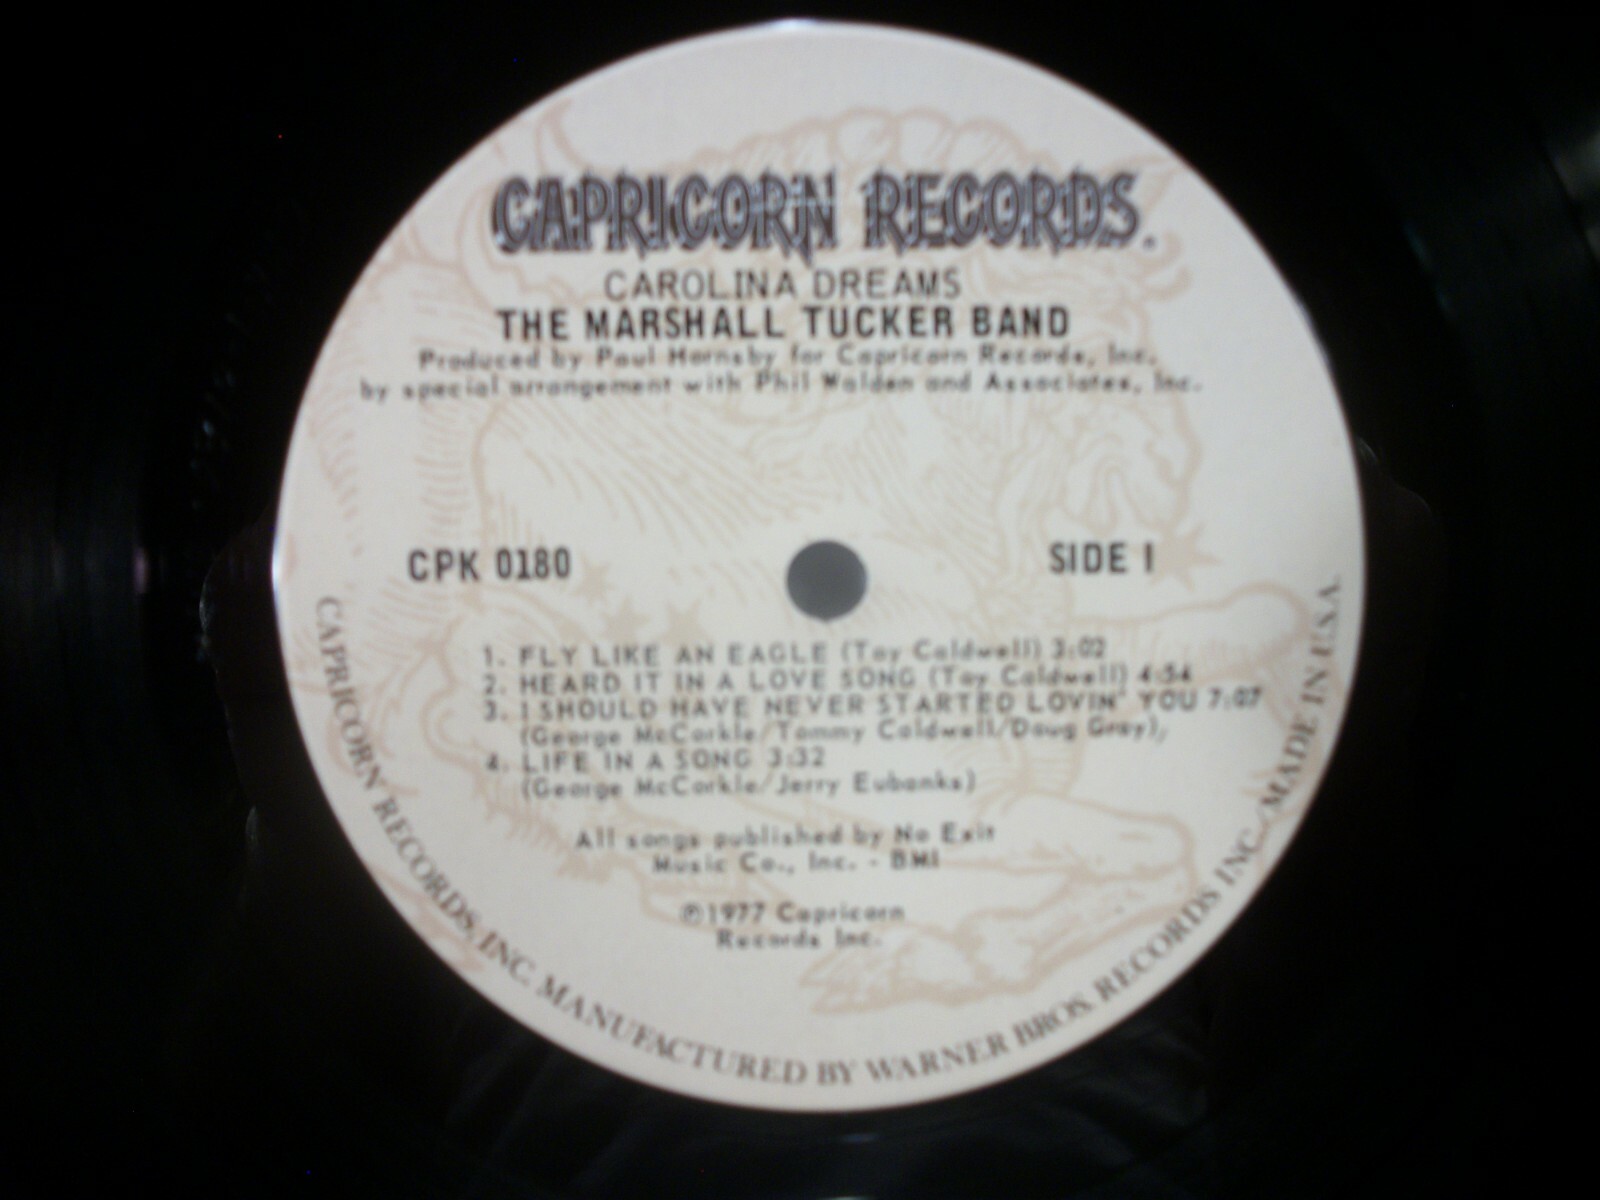 CAPRICORN RECORDS.
CAROLINA DREAMS
THE MARSHALL TUCKER BAND
Produced by Paul Hornsby for Capricorn Records, Inc.
by special arrangement with Phil Walden and Associates, Inc.
CPK 0180
SIDE 1
1. FLY LIKE AN EAGLE (Toy Caldwell) 3:02
2. HEARD IT IN A LOVE SONG (Toy Caldwell) 4:54
3. I SHOULD HAVE NEVER STARTED LOVIN' YOU 7:07
(George McCorkle/Tommy Caldwell/Doug Gray),
4. LIFE IN A SONG 3:32
(George McCorkle/Jerry Eubanks)
All songs published by No Exit
Music Co., Inc. - BMI
℗1977 Capricorn
Records Inc.
CAPRICORN RECORDS, INC. MANUFACTURED BY WARNER BROS. RECORDS INC./MADE IN U.S.A.